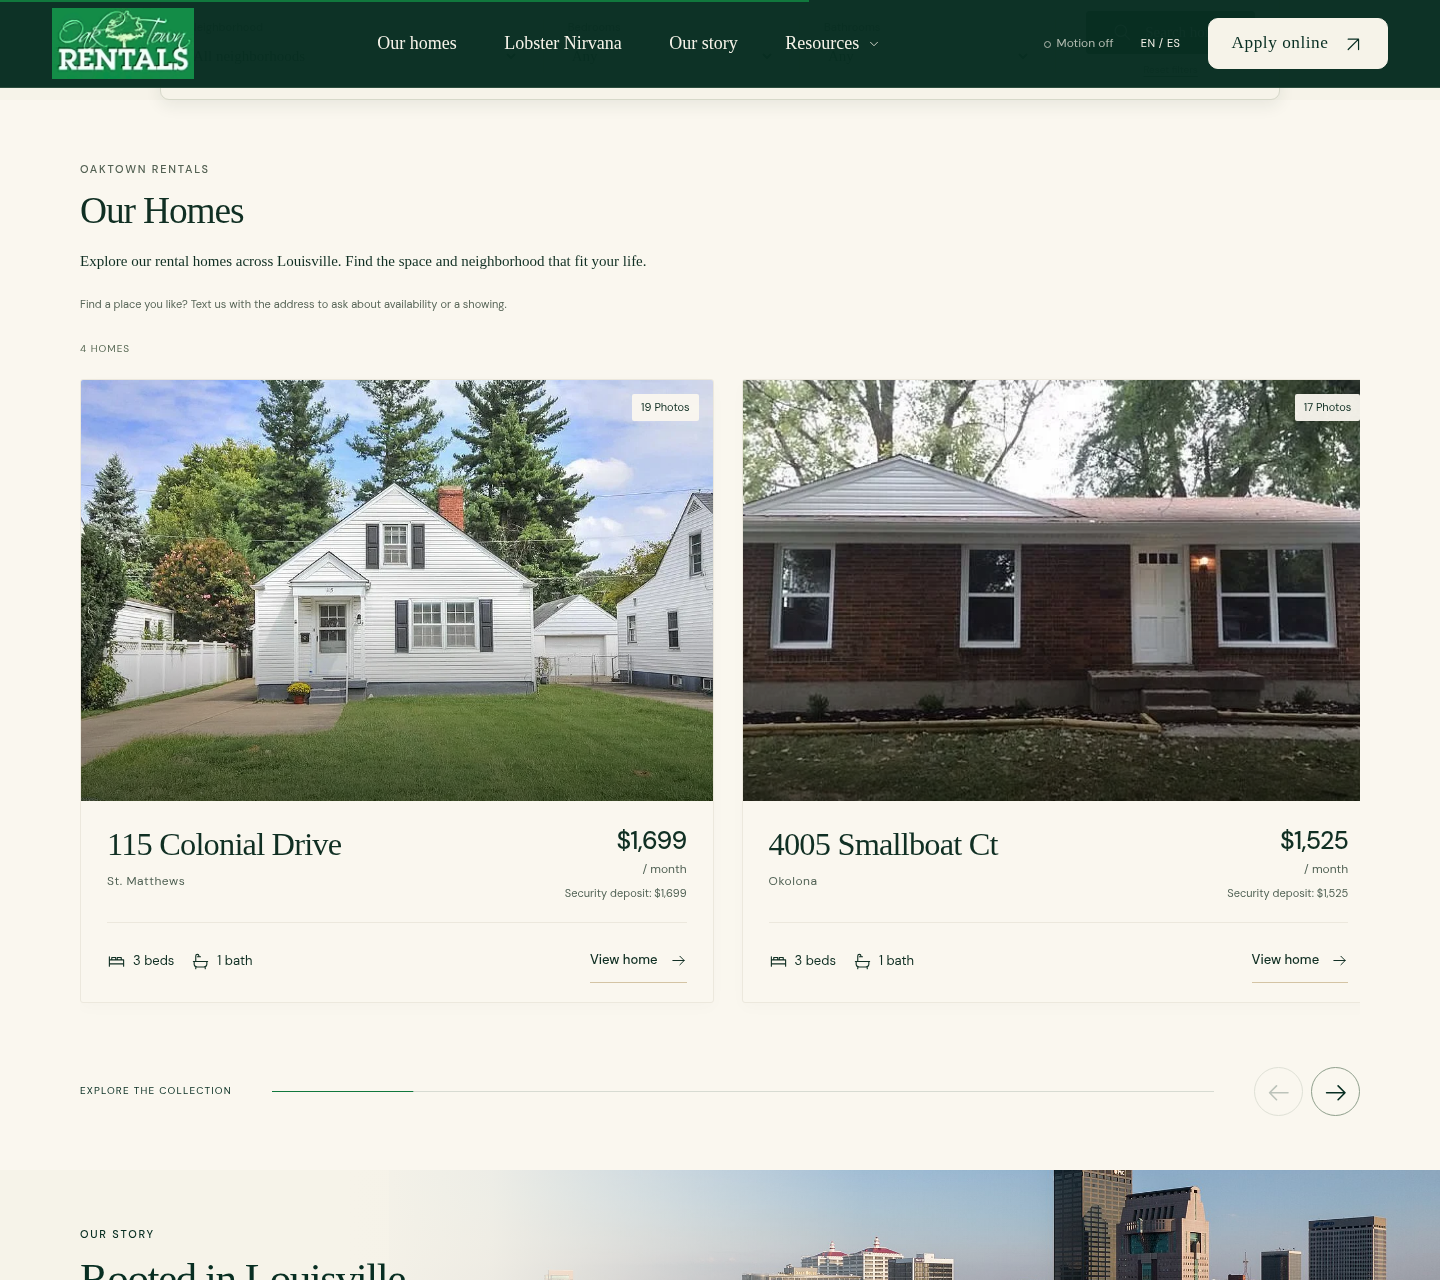 Oak Town
RENTALS
Our homes
Lobster Nirvana
Our story
Resources
Motion off
EN / ES
Apply online
OAKTOWN RENTALS
Our Homes
Explore our rental homes across Louisville. Find the space and neighborhood that fit your life.
Find a place you like? Text us with the address to ask about availability or a showing.
4 HOMES
19 Photos
17 Photos
115
115 Colonial Drive
$1,699
/ month
St. Matthews
Security deposit: $1,699
3 beds
1 bath
View home
4005 Smallboat Ct
$1,525
/ month
Okolona
Security deposit: $1,525
3 beds
1 bath
View home
EXPLORE THE COLLECTION
OUR STORY
Rooted in Louisville